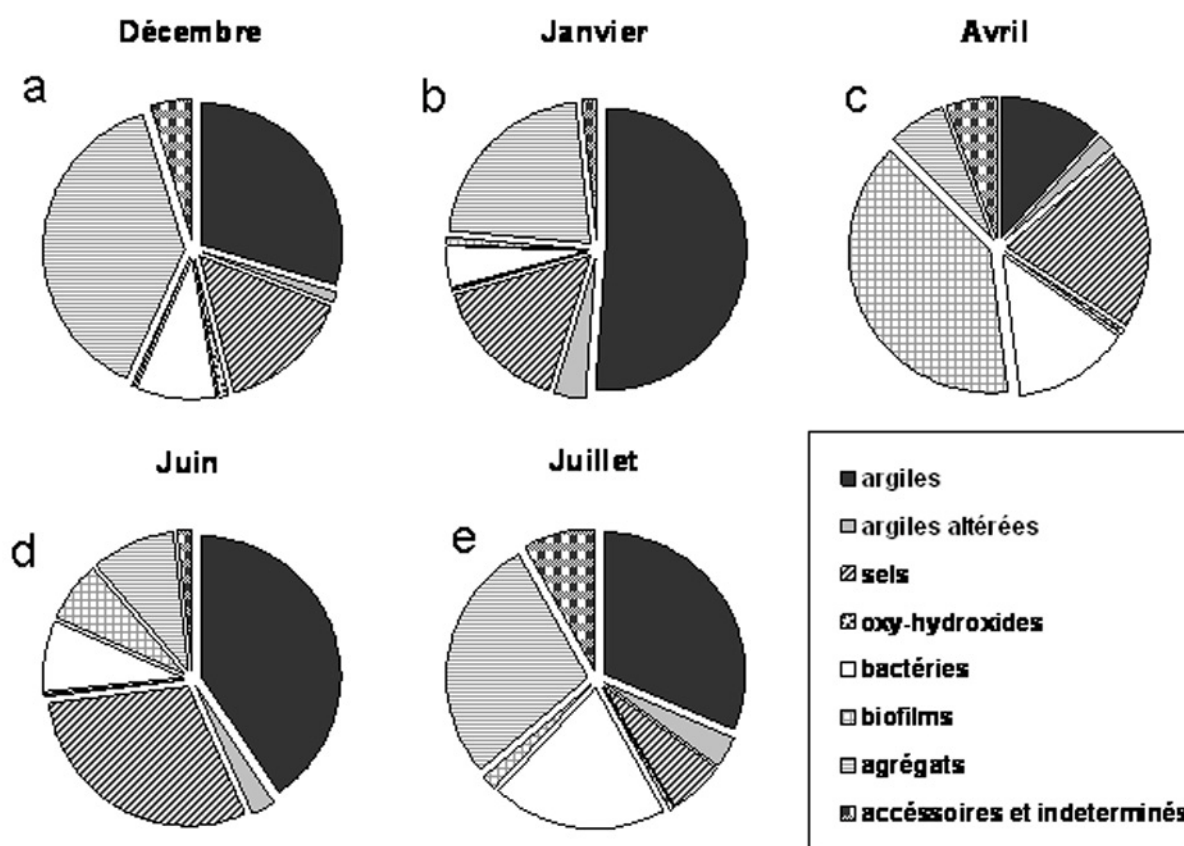 Décembre
Janvier
Avril
a
b
c
Juin
Juillet
d
e
argiles
argiles altérées
sels
oxy-hydroxides
bactéries
biofilms
agrégats
accéssoires et indeterminés